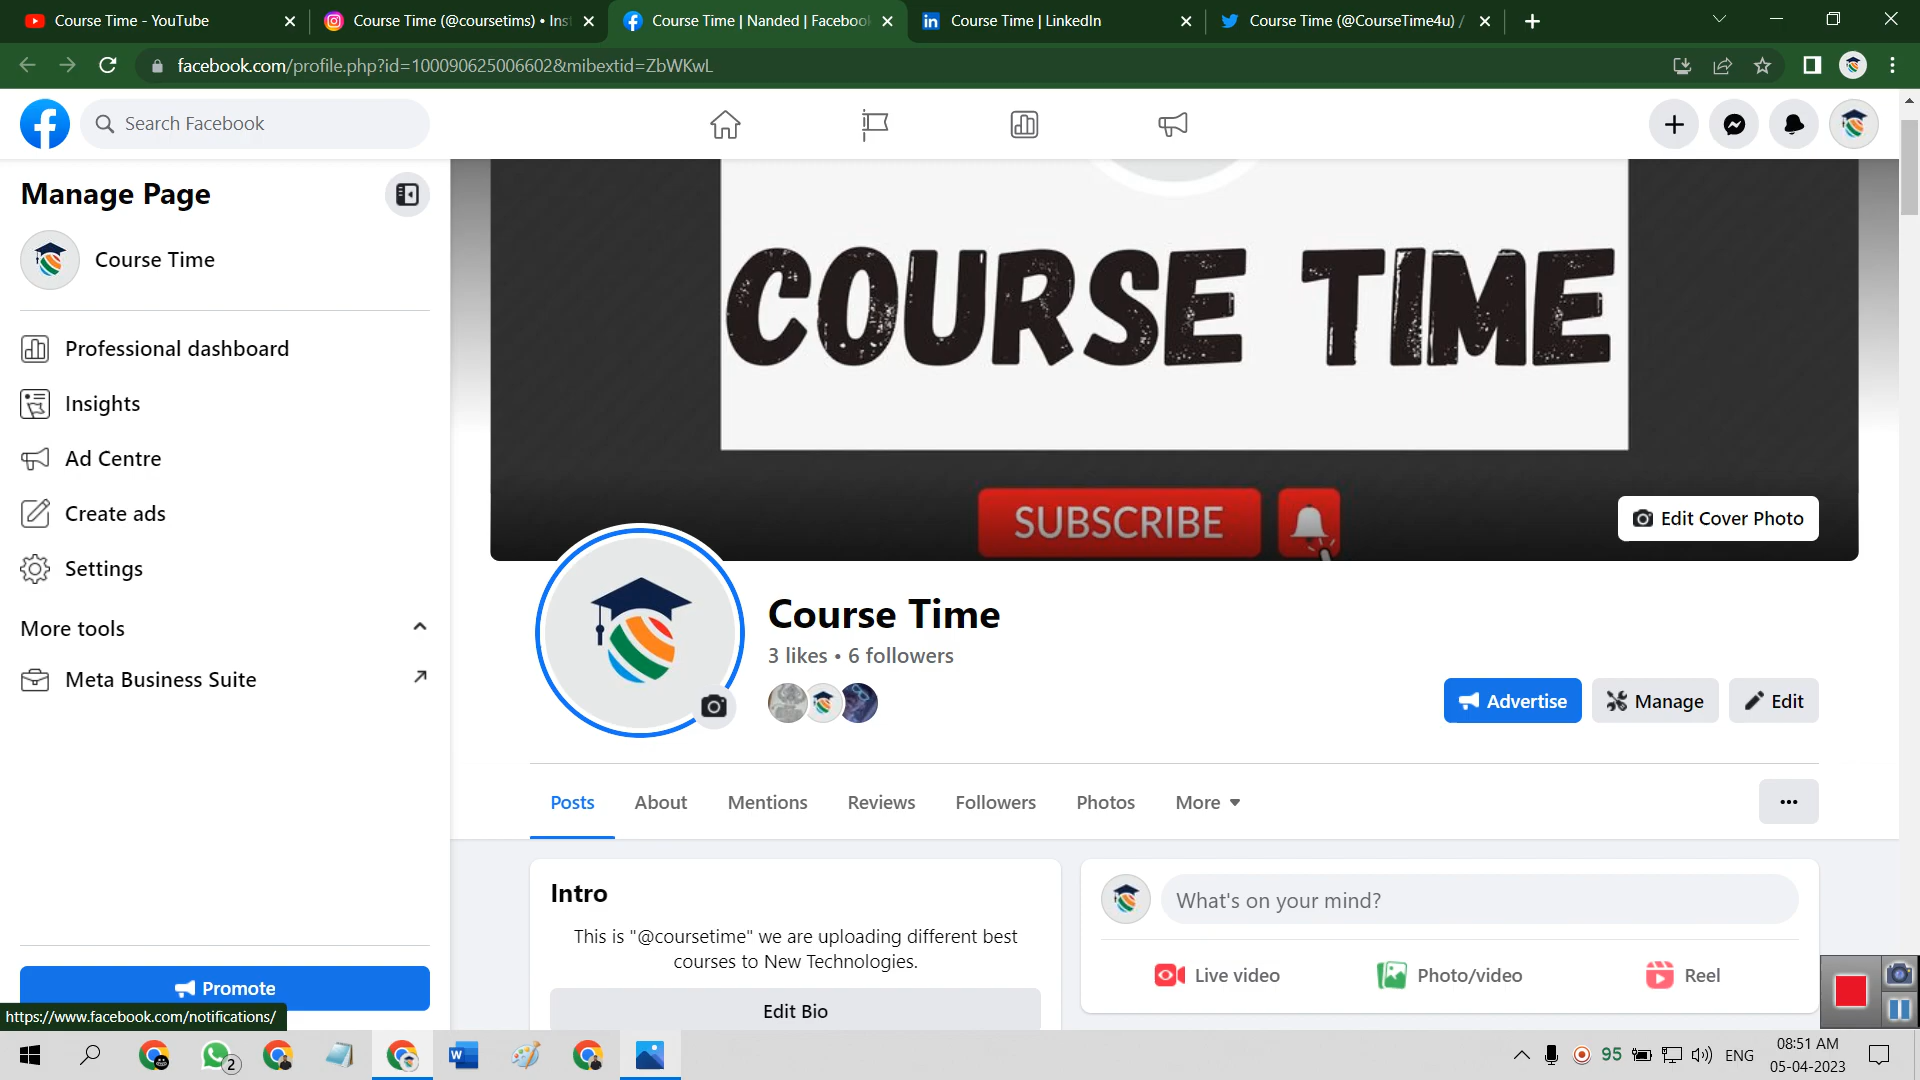 Course Time - YouTube
Course Time (@coursetims) • Ins
Course Time | Nanded | Facebook
Course Time | LinkedIn
Course Time (@CourseTime4u) /
facebook.com/profile.php?id=100090625006602&mibextid=ZbWKwL
Search Facebook
Manage Page
Course Time
Professional dashboard
Insights
Ad Centre
Create ads
Settings
More tools
Meta Business Suite
Promote
https://www.facebook.com/notifications/
COURSE TIME
SUBSCRIBE
Edit Cover Photo
Course Time
3 likes • 6 followers
Advertise
Manage
Edit
Posts
About
Mentions
Reviews
Followers
Photos
More
Intro
This is "@coursetime" we are uploading different best
courses to New Technologies.
Edit Bio
What's on your mind?
Live video
Photo/video
Reel
2
95
ENG
08:51 AM
05-04-2023